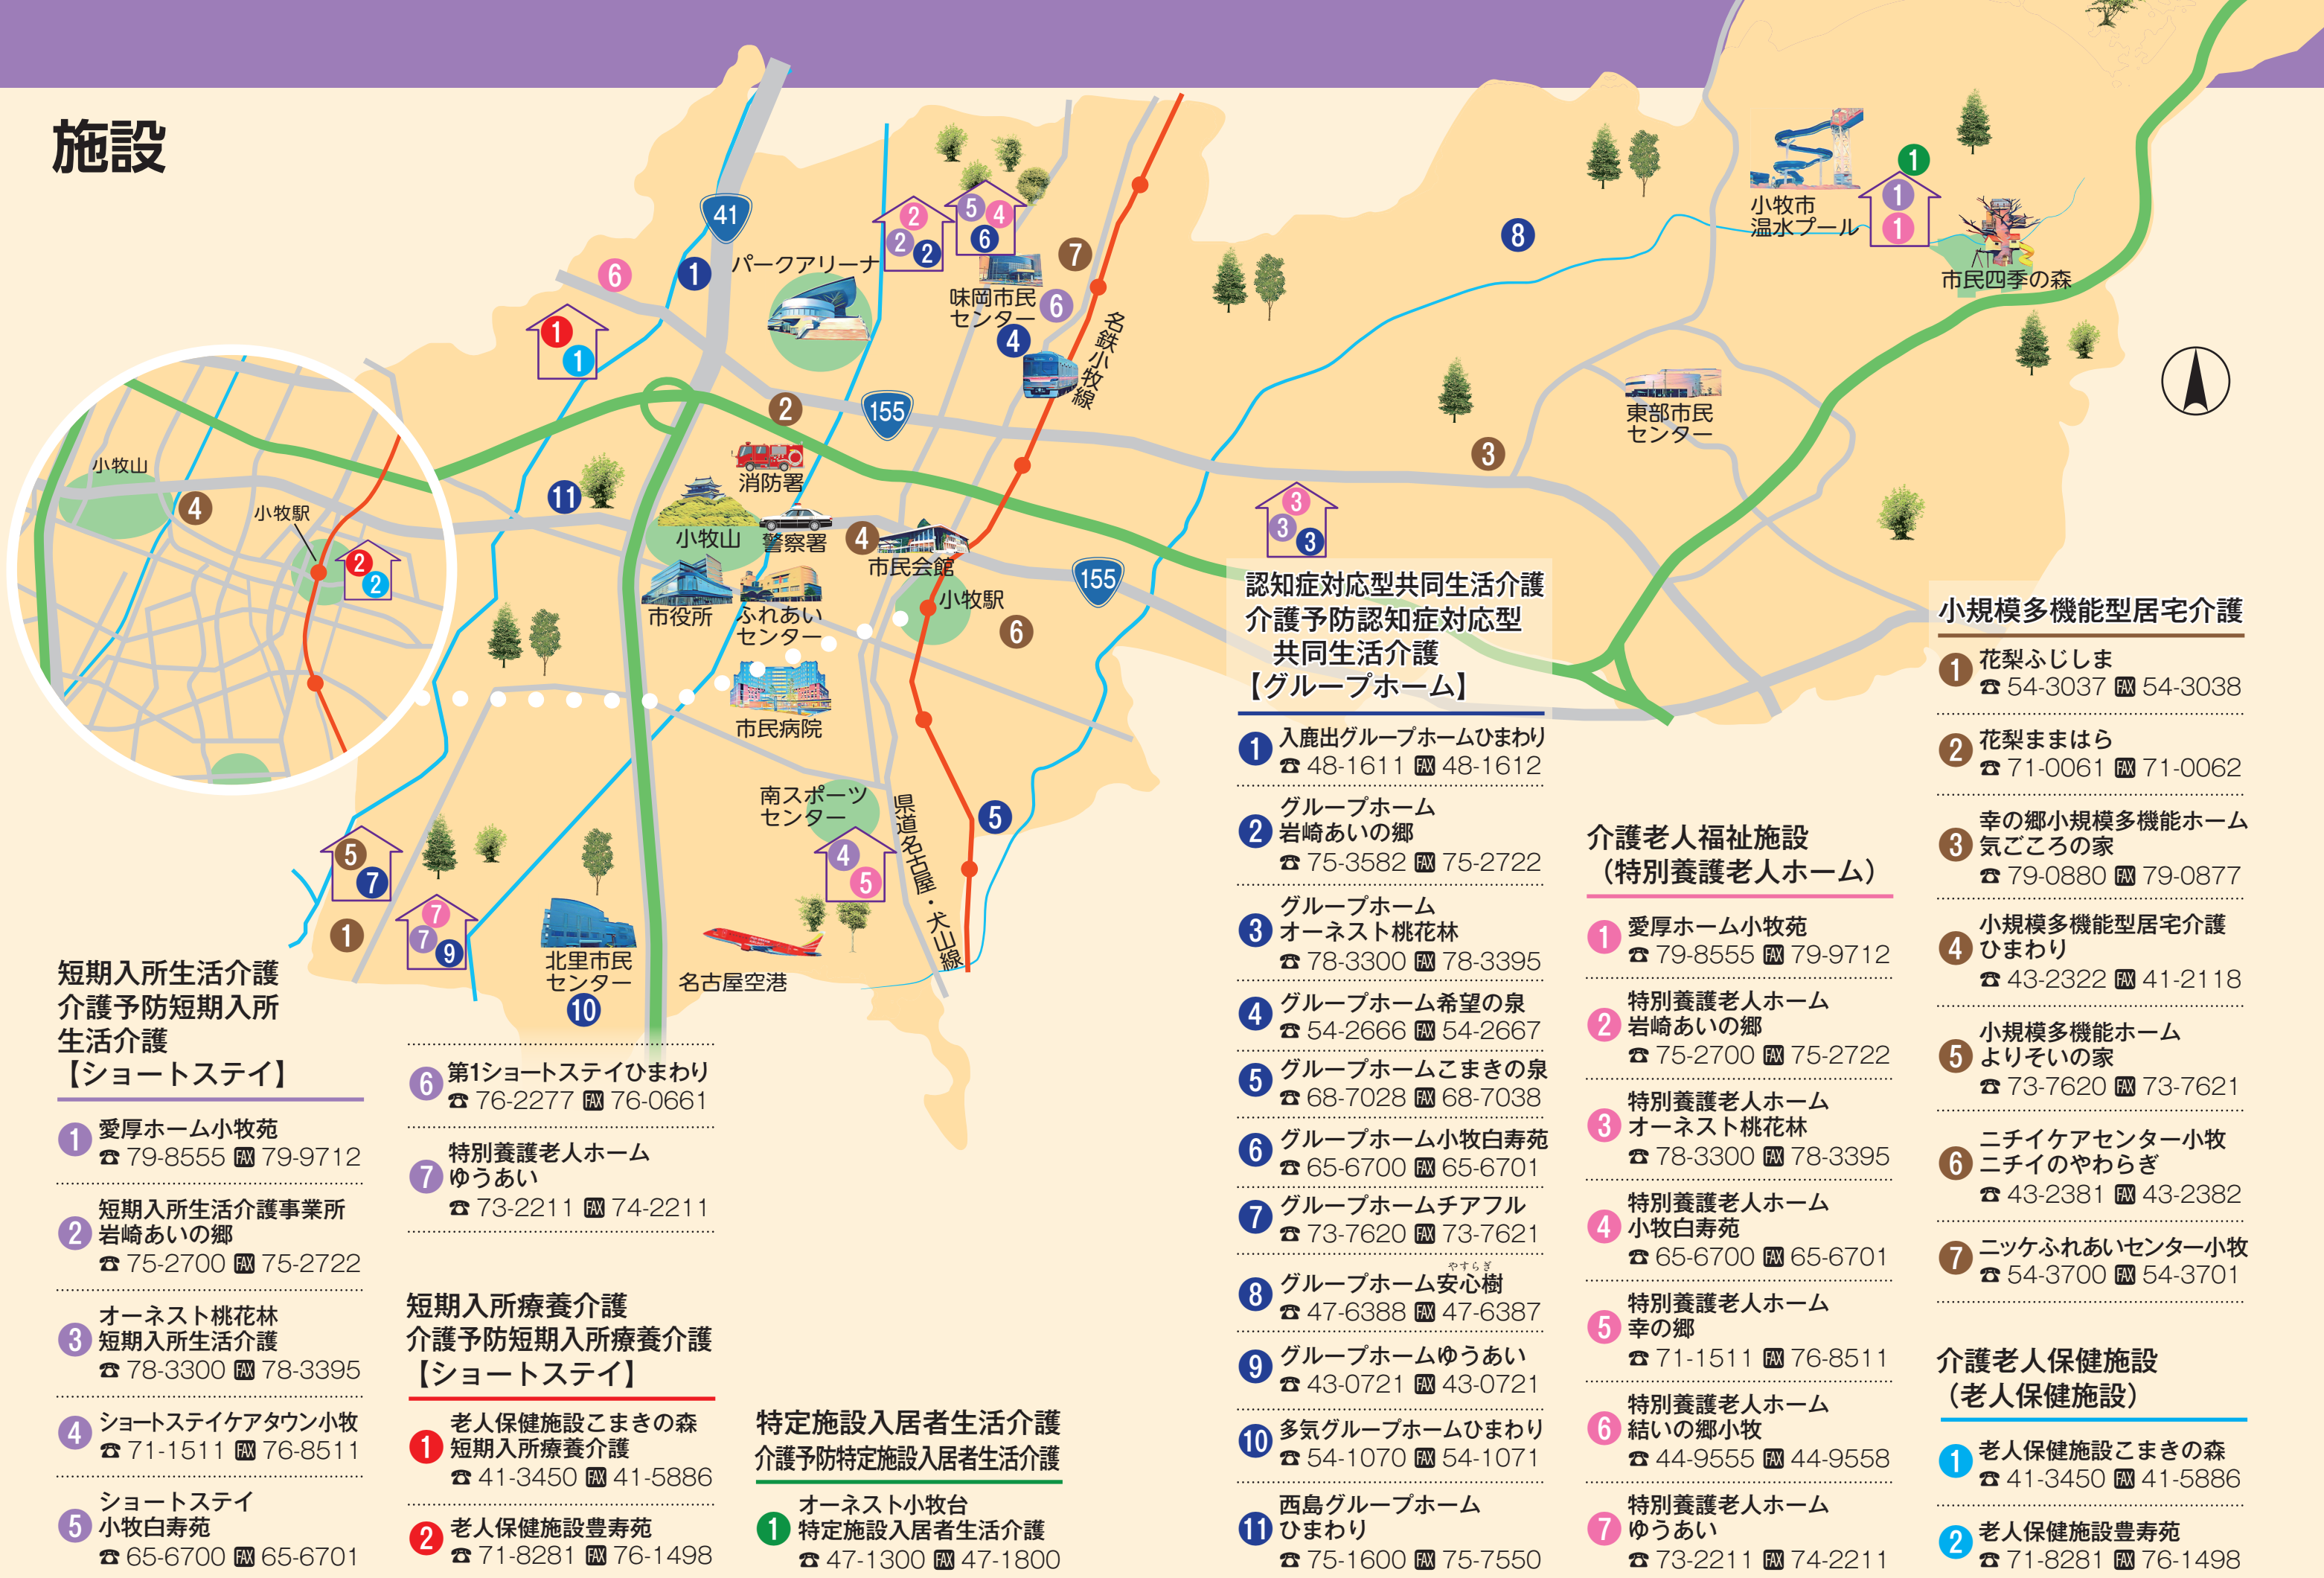 施設
41
パークアリーナ
155
味岡市民
センター
名鉄小牧線
小牧市
温水プール
市民四季の森
東部市民
センター
消防署
小牧山
警察署
市民会館
市役所
ふれあい
センター
小牧駅
155
市民病院
南スポーツ
センター
県道名古屋・犬山線
北里市民
センター
名古屋空港
小牧山
小牧駅
短期入所生活介護
介護予防短期入所
生活介護
【ショートステイ】
1 愛厚ホーム小牧苑
☎ 79-8555 FAX 79-9712
2 短期入所生活介護事業所
岩崎あいの郷
☎ 75-2700 FAX 75-2722
3 オーネスト桃花林
短期入所生活介護
☎ 78-3300 FAX 78-3395
4 ショートステイケアタウン小牧
☎ 71-1511 FAX 76-8511
5 ショートステイ
小牧白寿苑
☎ 65-6700 FAX 65-6701
6 第1ショートステイひまわり
☎ 76-2277 FAX 76-0661
7 特別養護老人ホーム
ゆうあい
☎ 73-2211 FAX 74-2211
短期入所療養介護
介護予防短期入所療養介護
【ショートステイ】
1 老人保健施設こまきの森
短期入所療養介護
☎ 41-3450 FAX 41-5886
2 老人保健施設豊寿苑
☎ 71-8281 FAX 76-1498
特定施設入居者生活介護
介護予防特定施設入居者生活介護
1 オーネスト小牧台
特定施設入居者生活介護
☎ 47-1300 FAX 47-1800
認知症対応型共同生活介護
介護予防認知症対応型
共同生活介護
【グループホーム】
1 入鹿出グループホームひまわり
☎ 48-1611 FAX 48-1612
2 グループホーム
岩崎あいの郷
☎ 75-3582 FAX 75-2722
3 グループホーム
オーネスト桃花林
☎ 78-3300 FAX 78-3395
4 グループホーム希望の泉
☎ 54-2666 FAX 54-2667
5 グループホームこまきの泉
☎ 68-7028 FAX 68-7038
6 グループホーム小牧白寿苑
☎ 65-6700 FAX 65-6701
7 グループホームチアフル
☎ 73-7620 FAX 73-7621
やすらぎ
8 グループホーム安心樹
☎ 47-6388 FAX 47-6387
9 グループホームゆうあい
☎ 43-0721 FAX 43-0721
10 多気グループホームひまわり
☎ 54-1070 FAX 54-1071
11 西島グループホーム
ひまわり
☎ 75-1600 FAX 75-7550
介護老人福祉施設
（特別養護老人ホーム）
1 愛厚ホーム小牧苑
☎ 79-8555 FAX 79-9712
2 特別養護老人ホーム
岩崎あいの郷
☎ 75-2700 FAX 75-2722
3 特別養護老人ホーム
オーネスト桃花林
☎ 78-3300 FAX 78-3395
4 特別養護老人ホーム
小牧白寿苑
☎ 65-6700 FAX 65-6701
5 特別養護老人ホーム
幸の郷
☎ 71-1511 FAX 76-8511
6 特別養護老人ホーム
結いの郷小牧
☎ 44-9555 FAX 44-9558
7 特別養護老人ホーム
ゆうあい
☎ 73-2211 FAX 74-2211
小規模多機能型居宅介護
1 花梨ふじしま
☎ 54-3037 FAX 54-3038
2 花梨ままはら
☎ 71-0061 FAX 71-0062
3 幸の郷小規模多機能ホーム
気ごころの家
☎ 79-0880 FAX 79-0877
4 小規模多機能型居宅介護
ひまわり
☎ 43-2322 FAX 41-2118
5 小規模多機能ホーム
よりそいの家
☎ 73-7620 FAX 73-7621
6 ニチイケアセンター小牧
ニチイのやわらぎ
☎ 43-2381 FAX 43-2382
7 ニッケふれあいセンター小牧
☎ 54-3700 FAX 54-3701
介護老人保健施設
（老人保健施設）
1 老人保健施設こまきの森
☎ 41-3450 FAX 41-5886
2 老人保健施設豊寿苑
☎ 71-8281 FAX 76-1498